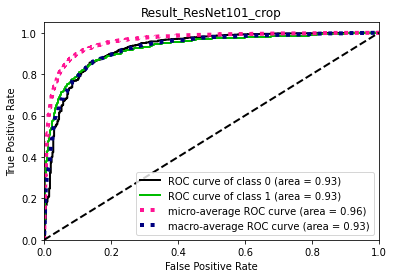 Result_ResNet101_crop
True Positive Rate
1.0
0.8
0.6
0.4
0.2
0.0
ROC curve of class 0 (area = 0.93)
ROC curve of class 1 (area = 0.93)
micro-average ROC curve (area = 0.96)
macro-average ROC curve (area = 0.93)
0.0 0.2 0.4 0.6 0.8 1.0
False Positive Rate